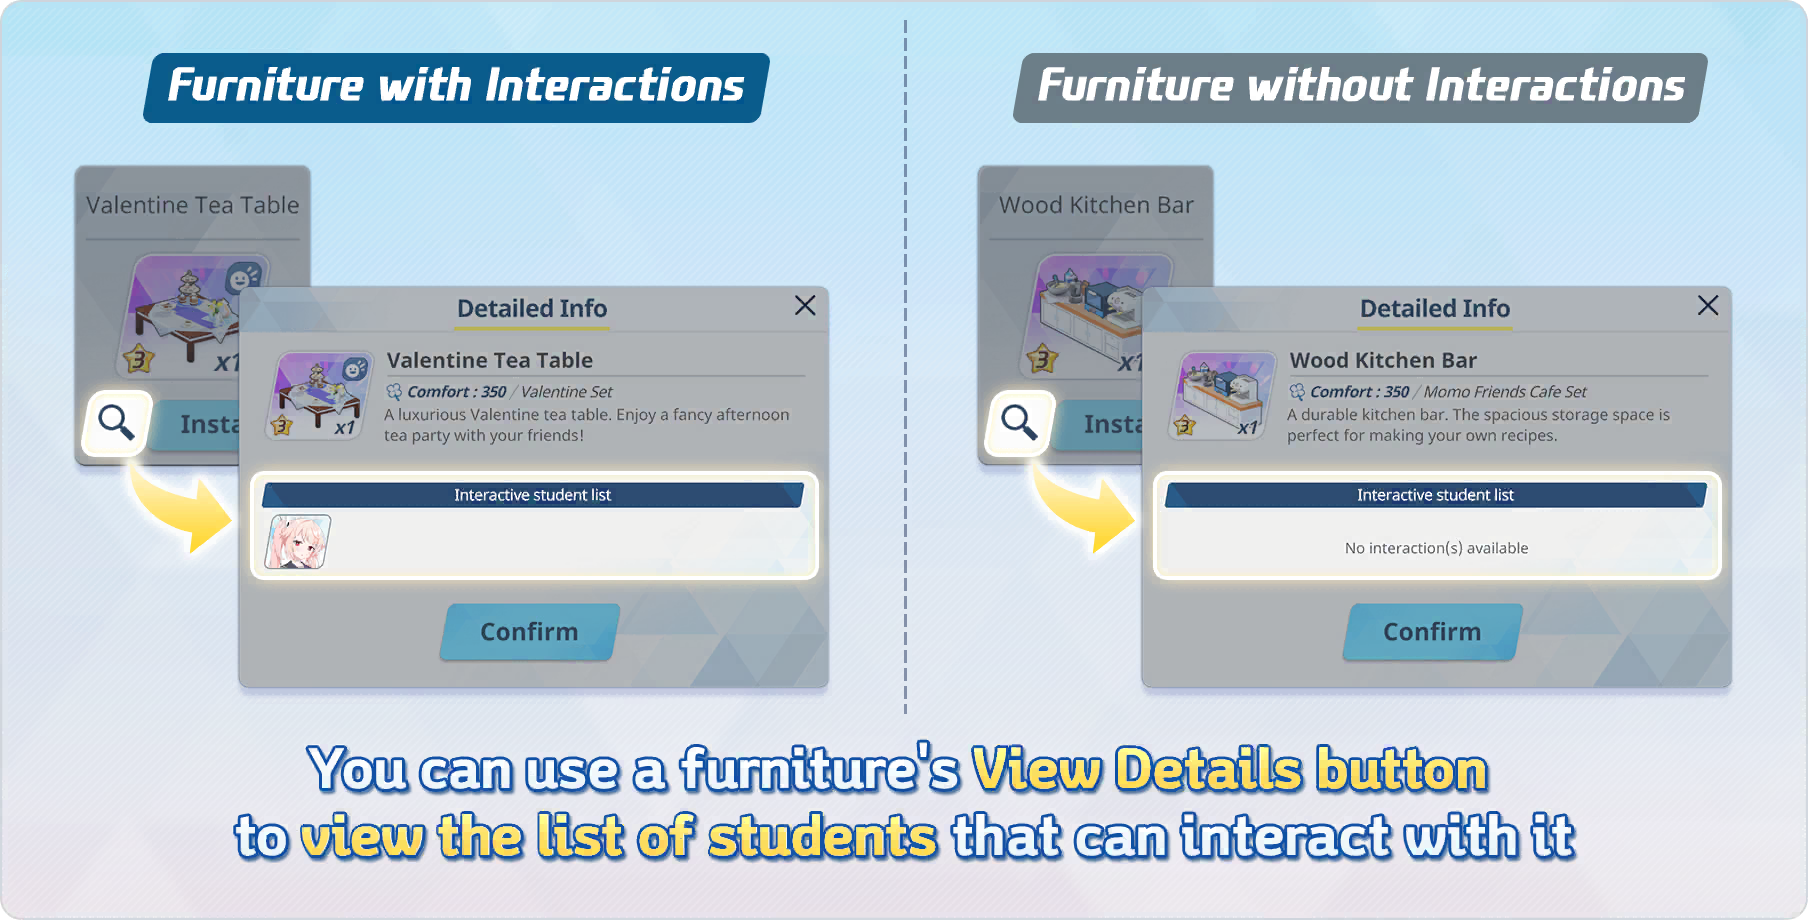 Furniture with Interactions
Valentine Tea Table
3
x1
Insta
Detailed Info
Valentine Tea Table
Comfort : 350 / Valentine Set
A luxurious Valentine tea table. Enjoy a fancy afternoon
tea party with your friends!
3
x1
Interactive student list
Confirm
Furniture without Interactions
Wood Kitchen Bar
3
x1
Insta
Detailed Info
Wood Kitchen Bar
Comfort : 350 / Momo Friends Cafe Set
A durable kitchen bar. The spacious storage space is
perfect for making your own recipes.
3
x1
Interactive student list
No interaction(s) available
Confirm
You can use a furniture's View Details button
to view the list of students that can interact with it